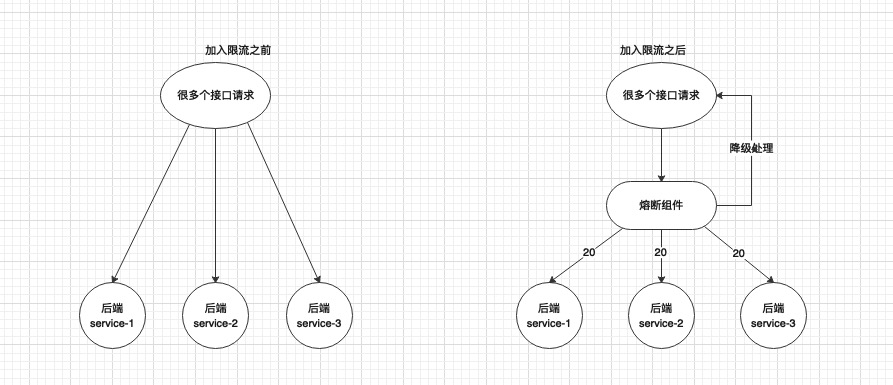 加入限流之前
很多个接口请求
后端
service-1
后端
service-2
后端
service-3
加入限流之后
很多个接口请求
降级处理
熔断组件
20
20
20
后端
service-1
后端
service-2
后端
service-3